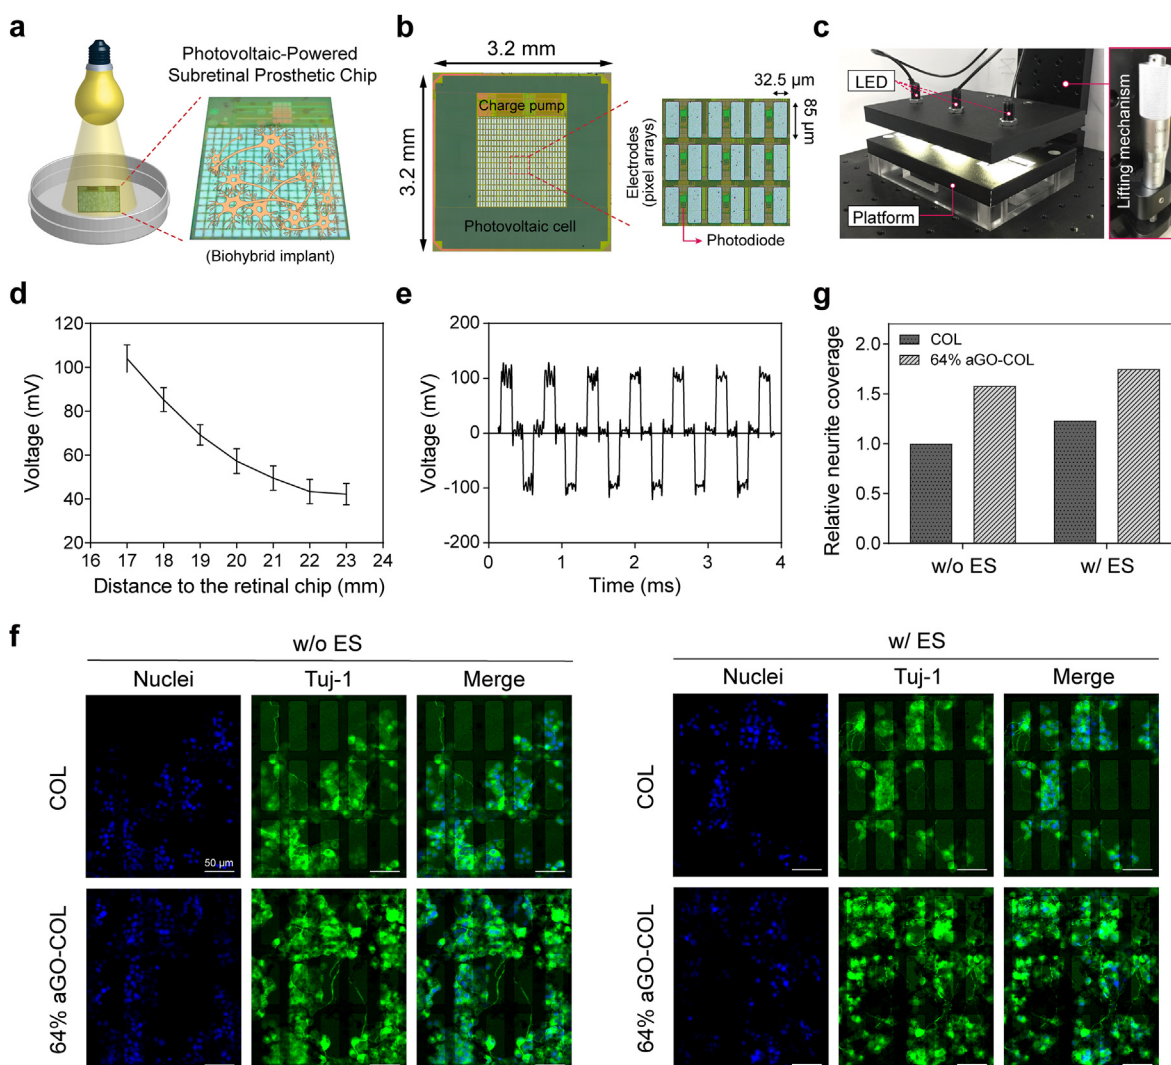 a
Photovoltaic-Powered
Subretinal Prosthetic Chip
(Biohybrid implant)
b
3.2 mm
3.2 mm
Charge pump
Photovoltaic cell
32.5 µm
85 µm
Electrodes
(pixel arrays)
Photodiode
c
LED
Platform
Lifting mechanism
d
Voltage (mV)
120
100
80
60
40
20
16
17
18
19
20
21
22
23
24
Distance to the retinal chip (mm)
e
Voltage (mV)
200
100
0
-100
-200
0
1
2
3
4
Time (ms)
g
Relative neurite coverage
2.0
1.5
1.0
0.5
0.0
COL
64% aGO-COL
w/o ES
w/ ES
f
w/o ES
Nuclei
Tuj-1
Merge
COL
50 µm
64% aGO-COL
w/ ES
Nuclei
Tuj-1
Merge
COL
64% aGO-COL